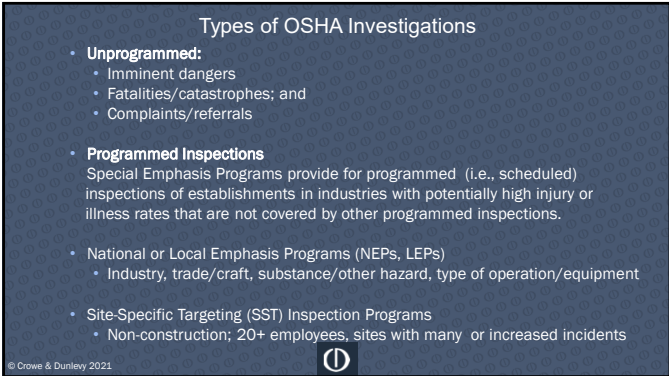 Types of OSHA Investigations
• Unprogrammed:
• Imminent dangers
• Fatalities/catastrophes; and
• Complaints/referrals
• Programmed Inspections
Special Emphasis Programs provide for programmed (i.e., scheduled)
inspections of establishments in industries with potentially high injury or
illness rates that are not covered by other programmed inspections.
• National or Local Emphasis Programs (NEPs, LEPs)
• Industry, trade/craft, substance/other hazard, type of operation/equipment
• Site-Specific Targeting (SST) Inspection Programs
• Non-construction; 20+ employees, sites with many or increased incidents
© Crowe & Dunlevy 2021